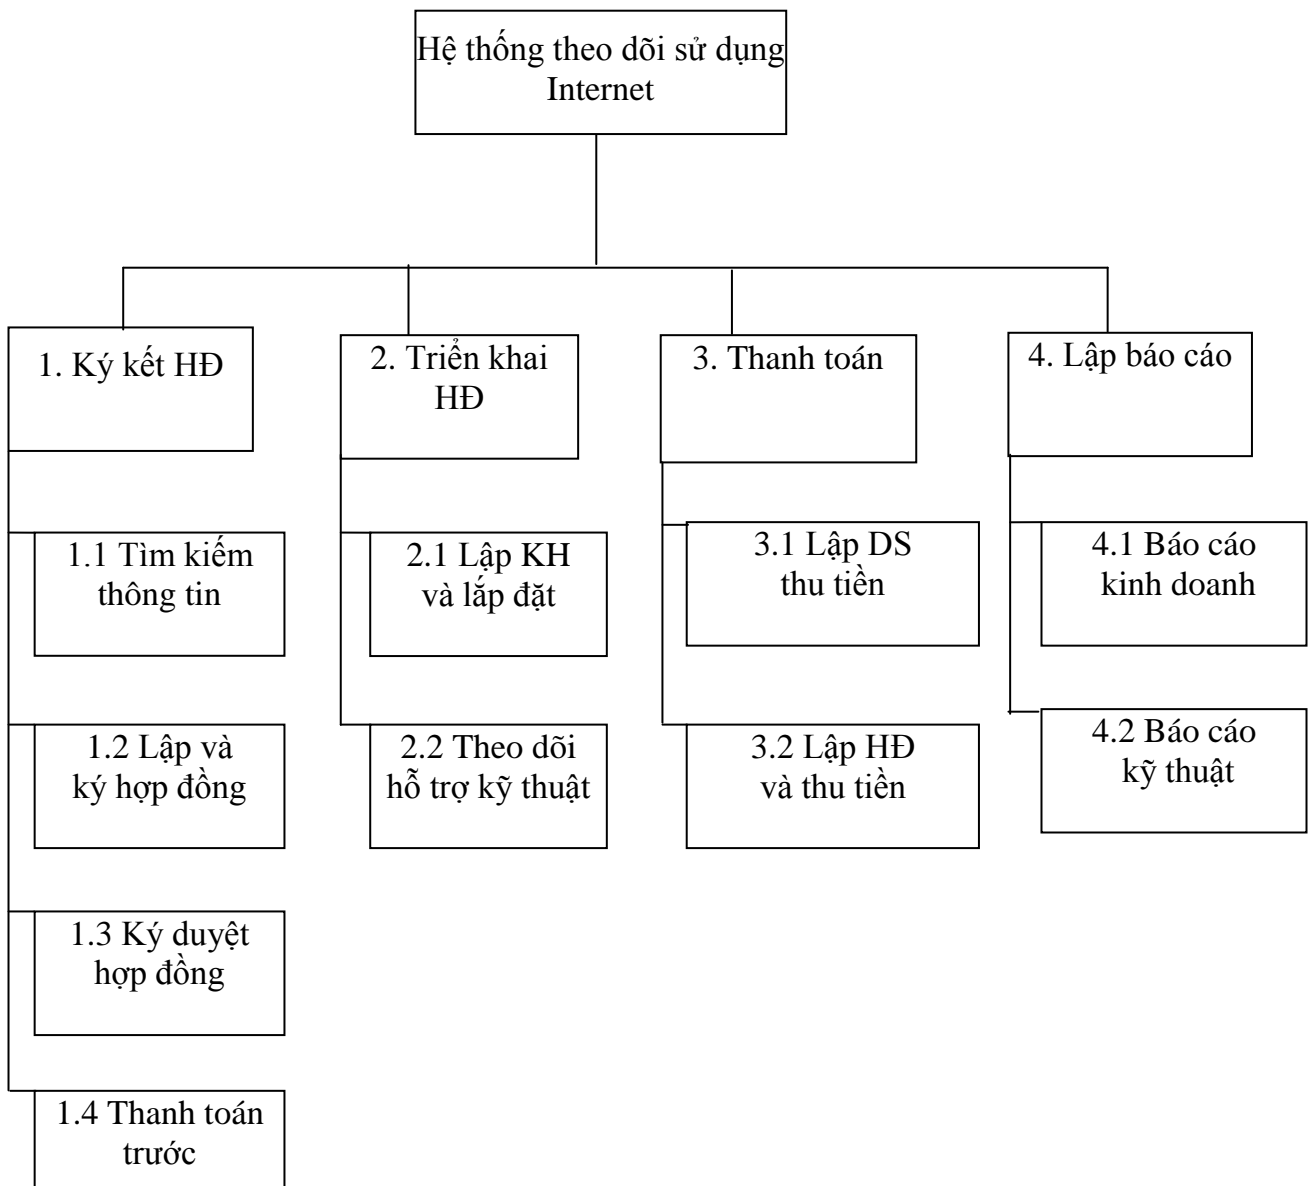 Hệ thống theo dõi sử dụng
Internet
1. Ký kết HĐ
2. Triển khai
HĐ
3. Thanh toán
4. Lập báo cáo
1.1 Tìm kiếm
thông tin
2.1 Lập KH
và lắp đặt
3.1 Lập DS
thu tiền
4.1 Báo cáo
kinh doanh
1.2 Lập và
ký hợp đồng
2.2 Theo dõi
hỗ trợ kỹ thuật
3.2 Lập HĐ
và thu tiền
4.2 Báo cáo
kỹ thuật
1.3 Ký duyệt
hợp đồng
1.4 Thanh toán
trước